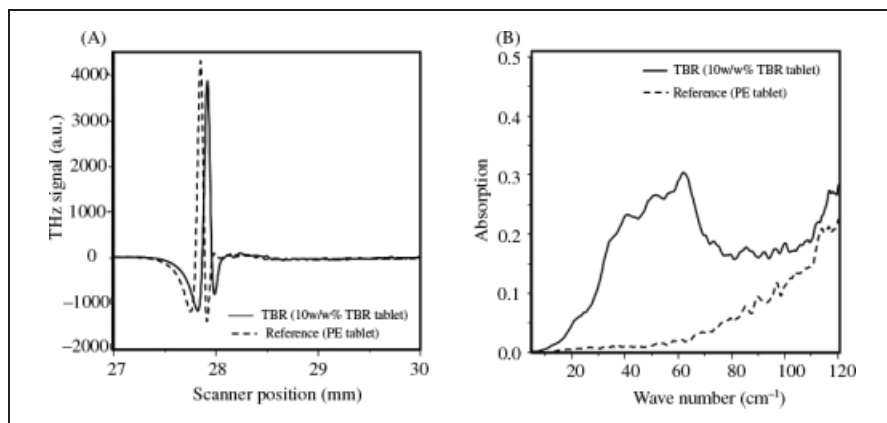 (A)
4000
3000
2000
1000
0
−1000
−2000
THz signal (a.u.)
TBR (10w/w% TBR tablet)
Reference (PE tablet)
27
28
29
30
Scanner position (mm)
(B)
0.5
0.4
0.3
0.2
0.1
0.0
Absorption
TBR (10w/w% TBR tablet)
Reference (PE tablet)
20
40
60
80
100
120
Wave number (cm⁻¹)